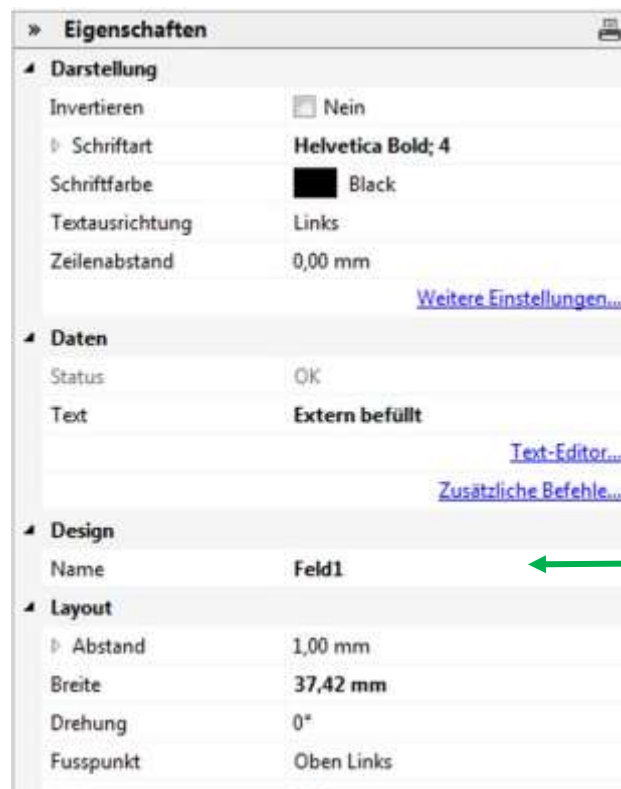 » Eigenschaften
Darstellung
Invertieren Nein
Schriftart Helvetica Bold; 4
Schriftfarbe Black
Textausrichtung Links
Zeilenabstand 0,00 mm
Weitere Einstellungen...
Daten
Status OK
Text Extern befüllt
Text-Editor...
Zusätzliche Befehle...
Design
Name Feld1
Layout
Abstand 1,00 mm
Breite 37,42 mm
Drehung 0°
Fusspunkt Oben Links